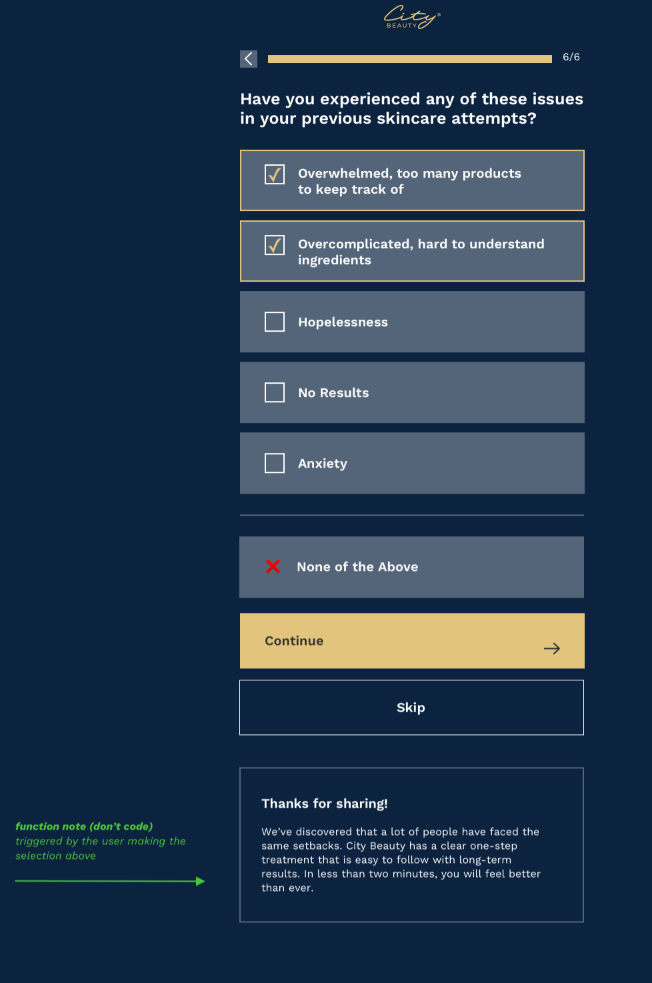 City®
BEAUTY
6/6
Have you experienced any of these issues
in your previous skincare attempts?
Overwhelmed, too many products
to keep track of
Overcomplicated, hard to understand
ingredients
Hopelessness
No Results
Anxiety
None of the Above
Continue
Skip
Thanks for sharing!
We've discovered that a lot of people have faced the
same setbacks. City Beauty has a clear one-step
treatment that is easy to follow with long-term
results. In less than two minutes, you will feel better
than ever.
function note (don't code)
triggered by the user making the
selection above